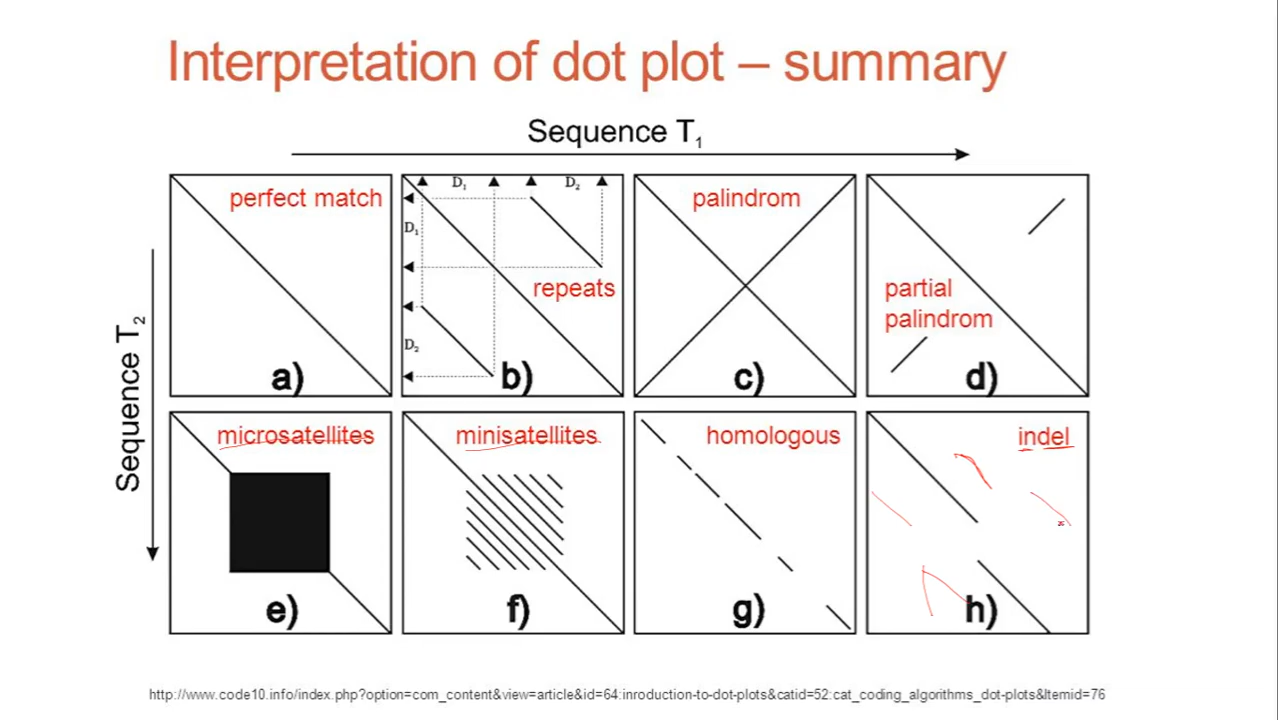 Interpretation of dot plot – summary
Sequence T1
Sequence T2
perfect match
a)
D1
D2
D1
repeats
D2
b)
palindrom
c)
partial
palindrom
d)
microsatellites
e)
minisatellites
f)
homologous
g)
indel
h)
http://www.code10.info/index.php?option=com_content&view=article&id=64:inroduction-to-dot-plots&catid=52:cat_coding_algorithms_dot-plots&Itemid=76